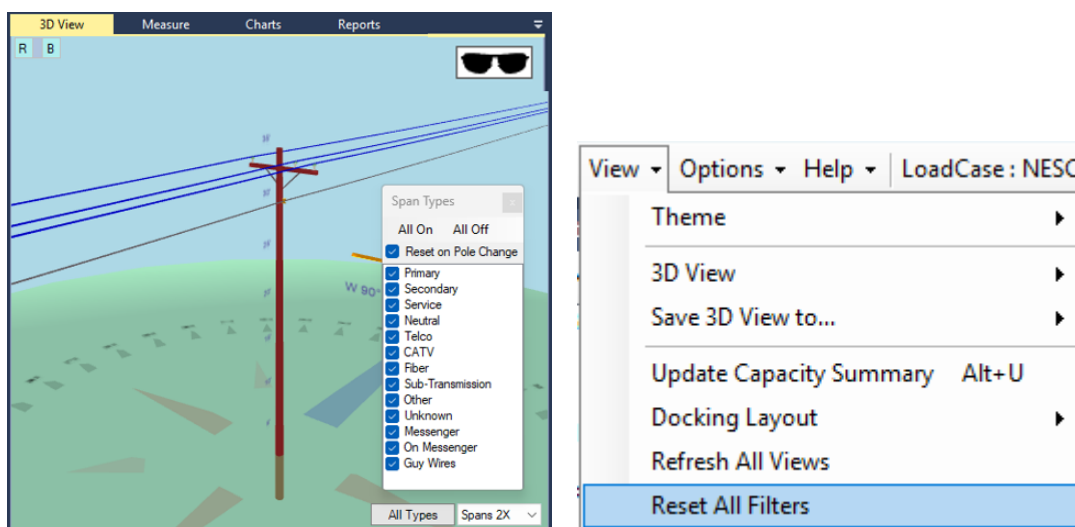 3D View Measure Charts Reports
R B
Span Types
All On All Off
Reset on Pole Change
Primary
Secondary
Service
Neutral
Telco
CATV
Fiber
Sub-Transmission
Other
Unknown
Messenger
On Messenger
Guy Wires
W 90°
All Types Spans 2X
View Options Help LoadCase : NESC
Theme
3D View
Save 3D View to...
Update Capacity Summary Alt+U
Docking Layout
Refresh All Views
Reset All Filters